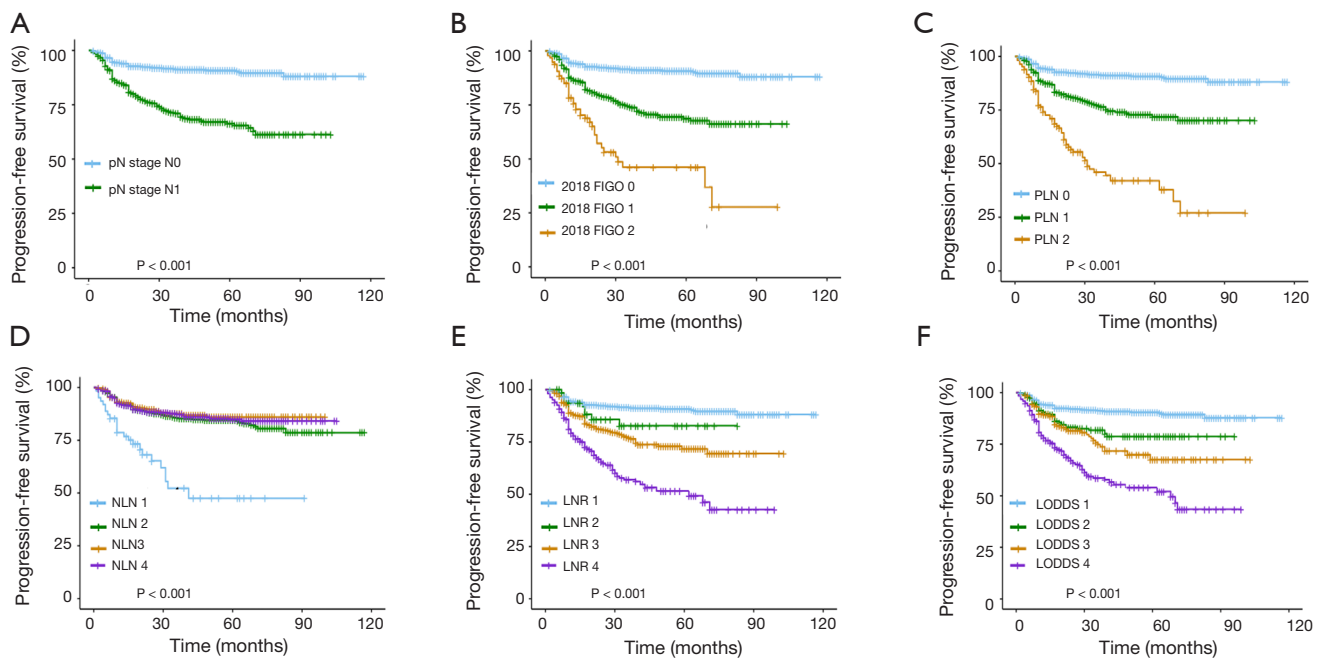 A
Progression-free survival (%)
100
75
50
25
0
pN stage N0
pN stage N1
P < 0.001
0 30 60 90 120
Time (months)
B
Progression-free survival (%)
100
75
50
25
0
2018 FIGO 0
2018 FIGO 1
2018 FIGO 2
P < 0.001
0 30 60 90 120
Time (months)
C
Progression-free survival (%)
100
75
50
25
0
PLN 0
PLN 1
PLN 2
P < 0.001
0 30 60 90 120
Time (months)
D
Progression-free survival (%)
100
75
50
25
0
NLN 1
NLN 2
NLN3
NLN 4
P < 0.001
0 30 60 90 120
Time (months)
E
Progression-free survival (%)
100
75
50
25
0
LNR 1
LNR 2
LNR 3
LNR 4
P < 0.001
0 30 60 90 120
Time (months)
F
Progression-free survival (%)
100
75
50
25
0
LODDS 1
LODDS 2
LODDS 3
LODDS 4
P < 0.001
0 30 60 90 120
Time (months)